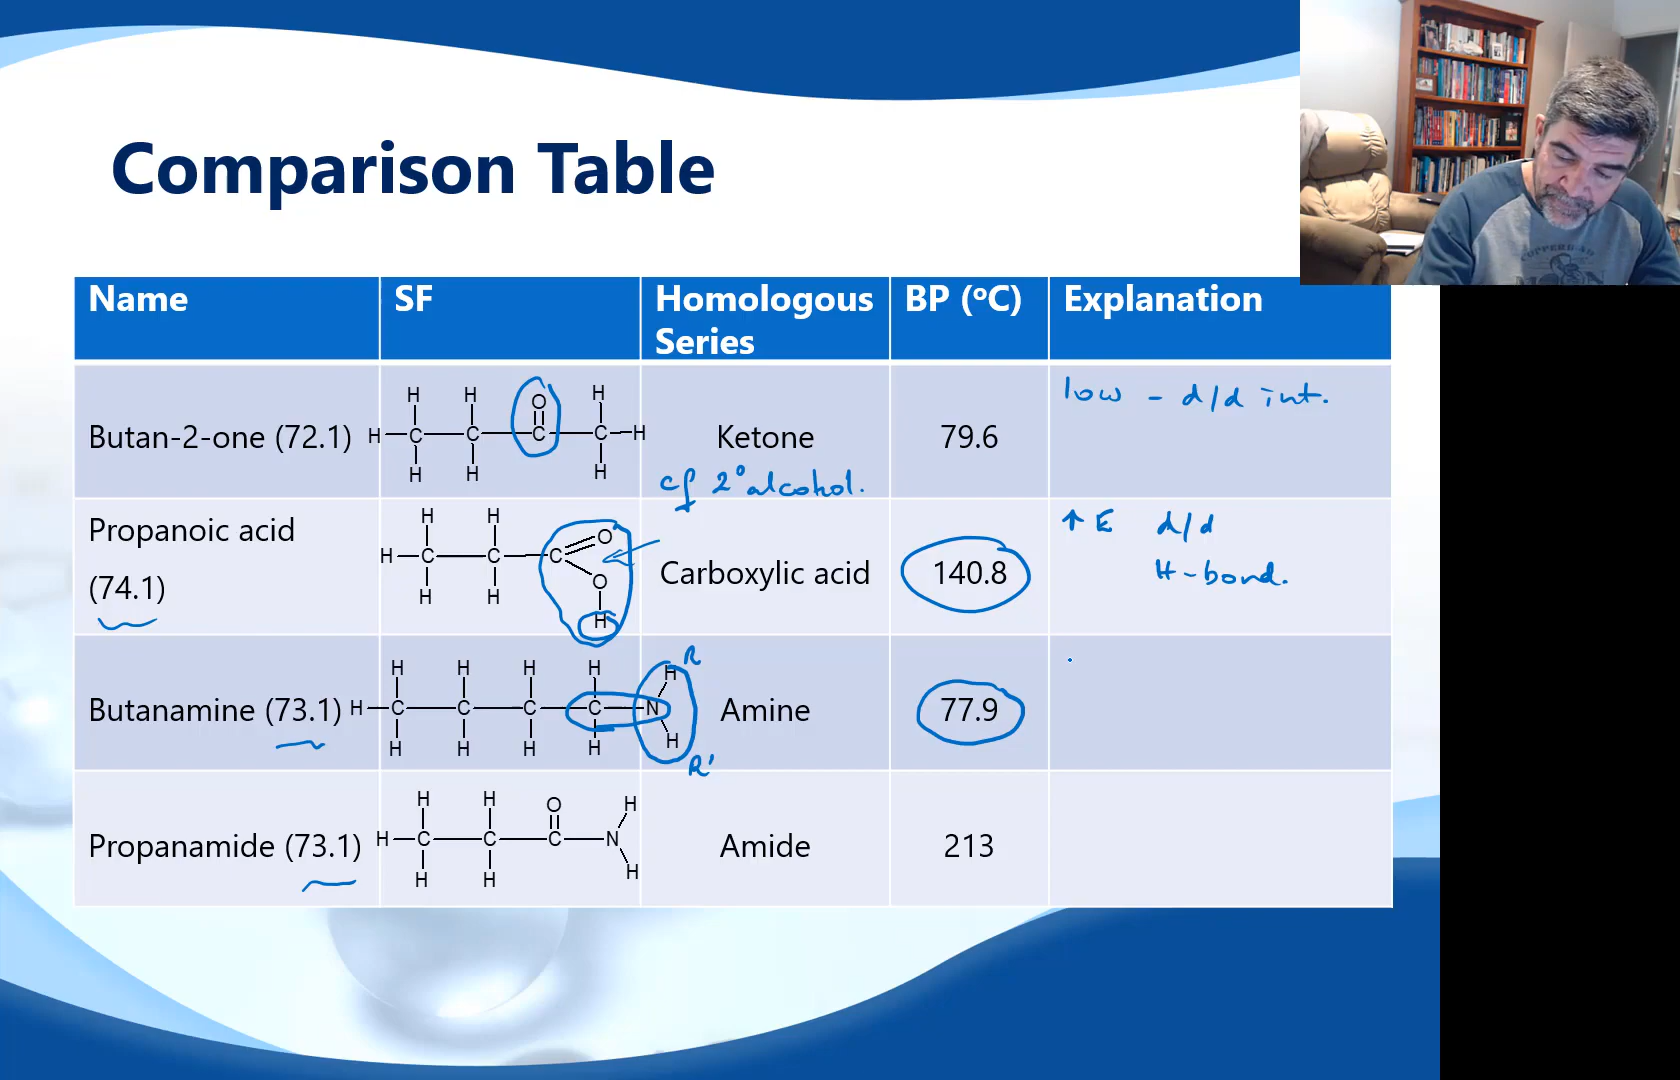 Comparison Table
Name
SF
Homologous
Series
BP (ºC)
Explanation
Butan-2-one (72.1)
H H O H
H C C C C H
H H H
Ketone
cf 2° alcohol.
79.6
low - d/d int.
Propanoic acid
(74.1)
H H O
H C C C
O
H H H
Carboxylic acid
140.8
↑ E d/d
H-bond.
Butanamine (73.1)
H H H H H R
H C C C C N
H H H H H R'
Amine
77.9
Propanamide (73.1)
H H O H
H C C C N
H H H
Amide
213